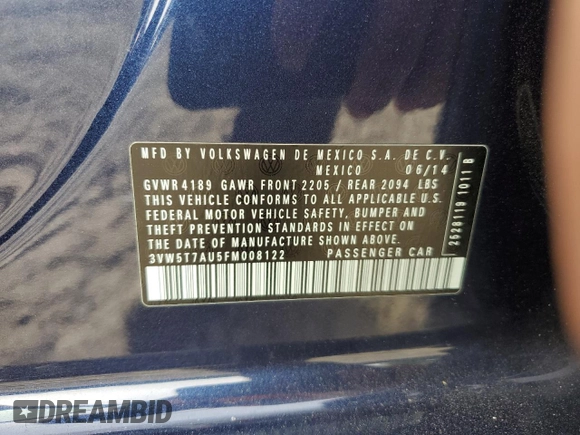 MFD BY VOLKSWAGEN DE MEXICO S.A. DE C.V.
MEXICO 06/14
GVWR 4189 GAWR FRONT 2205 / REAR 2094 LBS
THIS VEHICLE CONFORMS TO ALL APPLICABLE U.S.
FEDERAL MOTOR VEHICLE SAFETY, BUMPER AND
THEFT PREVENTION STANDARDS IN EFFECT ON
THE DATE OF MANUFACTURE SHOWN ABOVE.
3VW5T7AU5FM008122 PASSENGER CAR
2528119 1011 B
DREAMBID